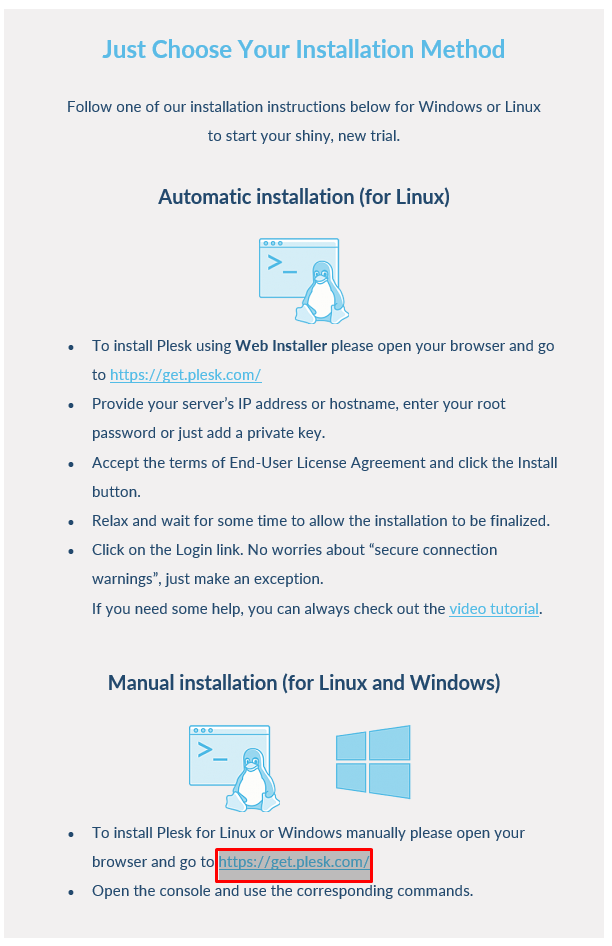 Just Choose Your Installation Method
Follow one of our installation instructions below for Windows or Linux
to start your shiny, new trial.
Automatic installation (for Linux)
>_
• To install Plesk using Web Installer please open your browser and go
to https://get.plesk.com/
• Provide your server’s IP address or hostname, enter your root
password or just add a private key.
• Accept the terms of End-User License Agreement and click the Install
button.
• Relax and wait for some time to allow the installation to be finalized.
• Click on the Login link. No worries about “secure connection
warnings”, just make an exception.
If you need some help, you can always check out the video tutorial.
Manual installation (for Linux and Windows)
>_
• To install Plesk for Linux or Windows manually please open your
browser and go to https://get.plesk.com/
• Open the console and use the corresponding commands.